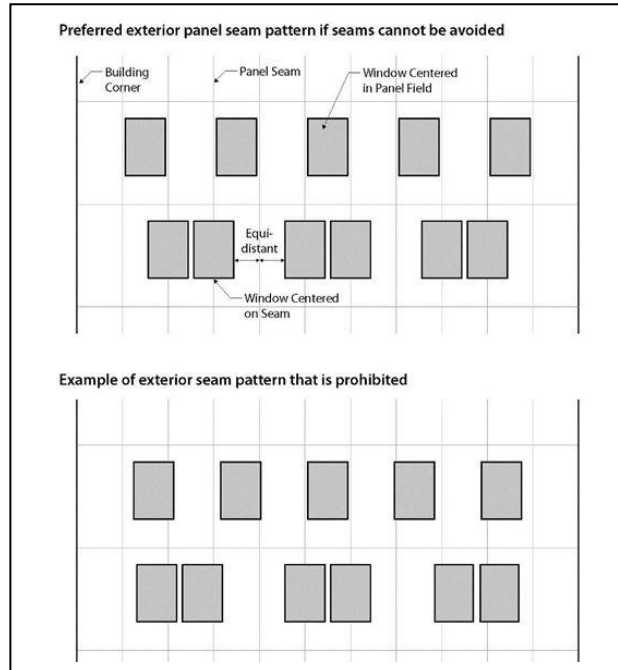 Preferred exterior panel seam pattern if seams cannot be avoided
Building
Corner
Panel Seam
Window Centered
in Panel Field
Equi-
distant
Window Centered
on Seam
Example of exterior seam pattern that is prohibited